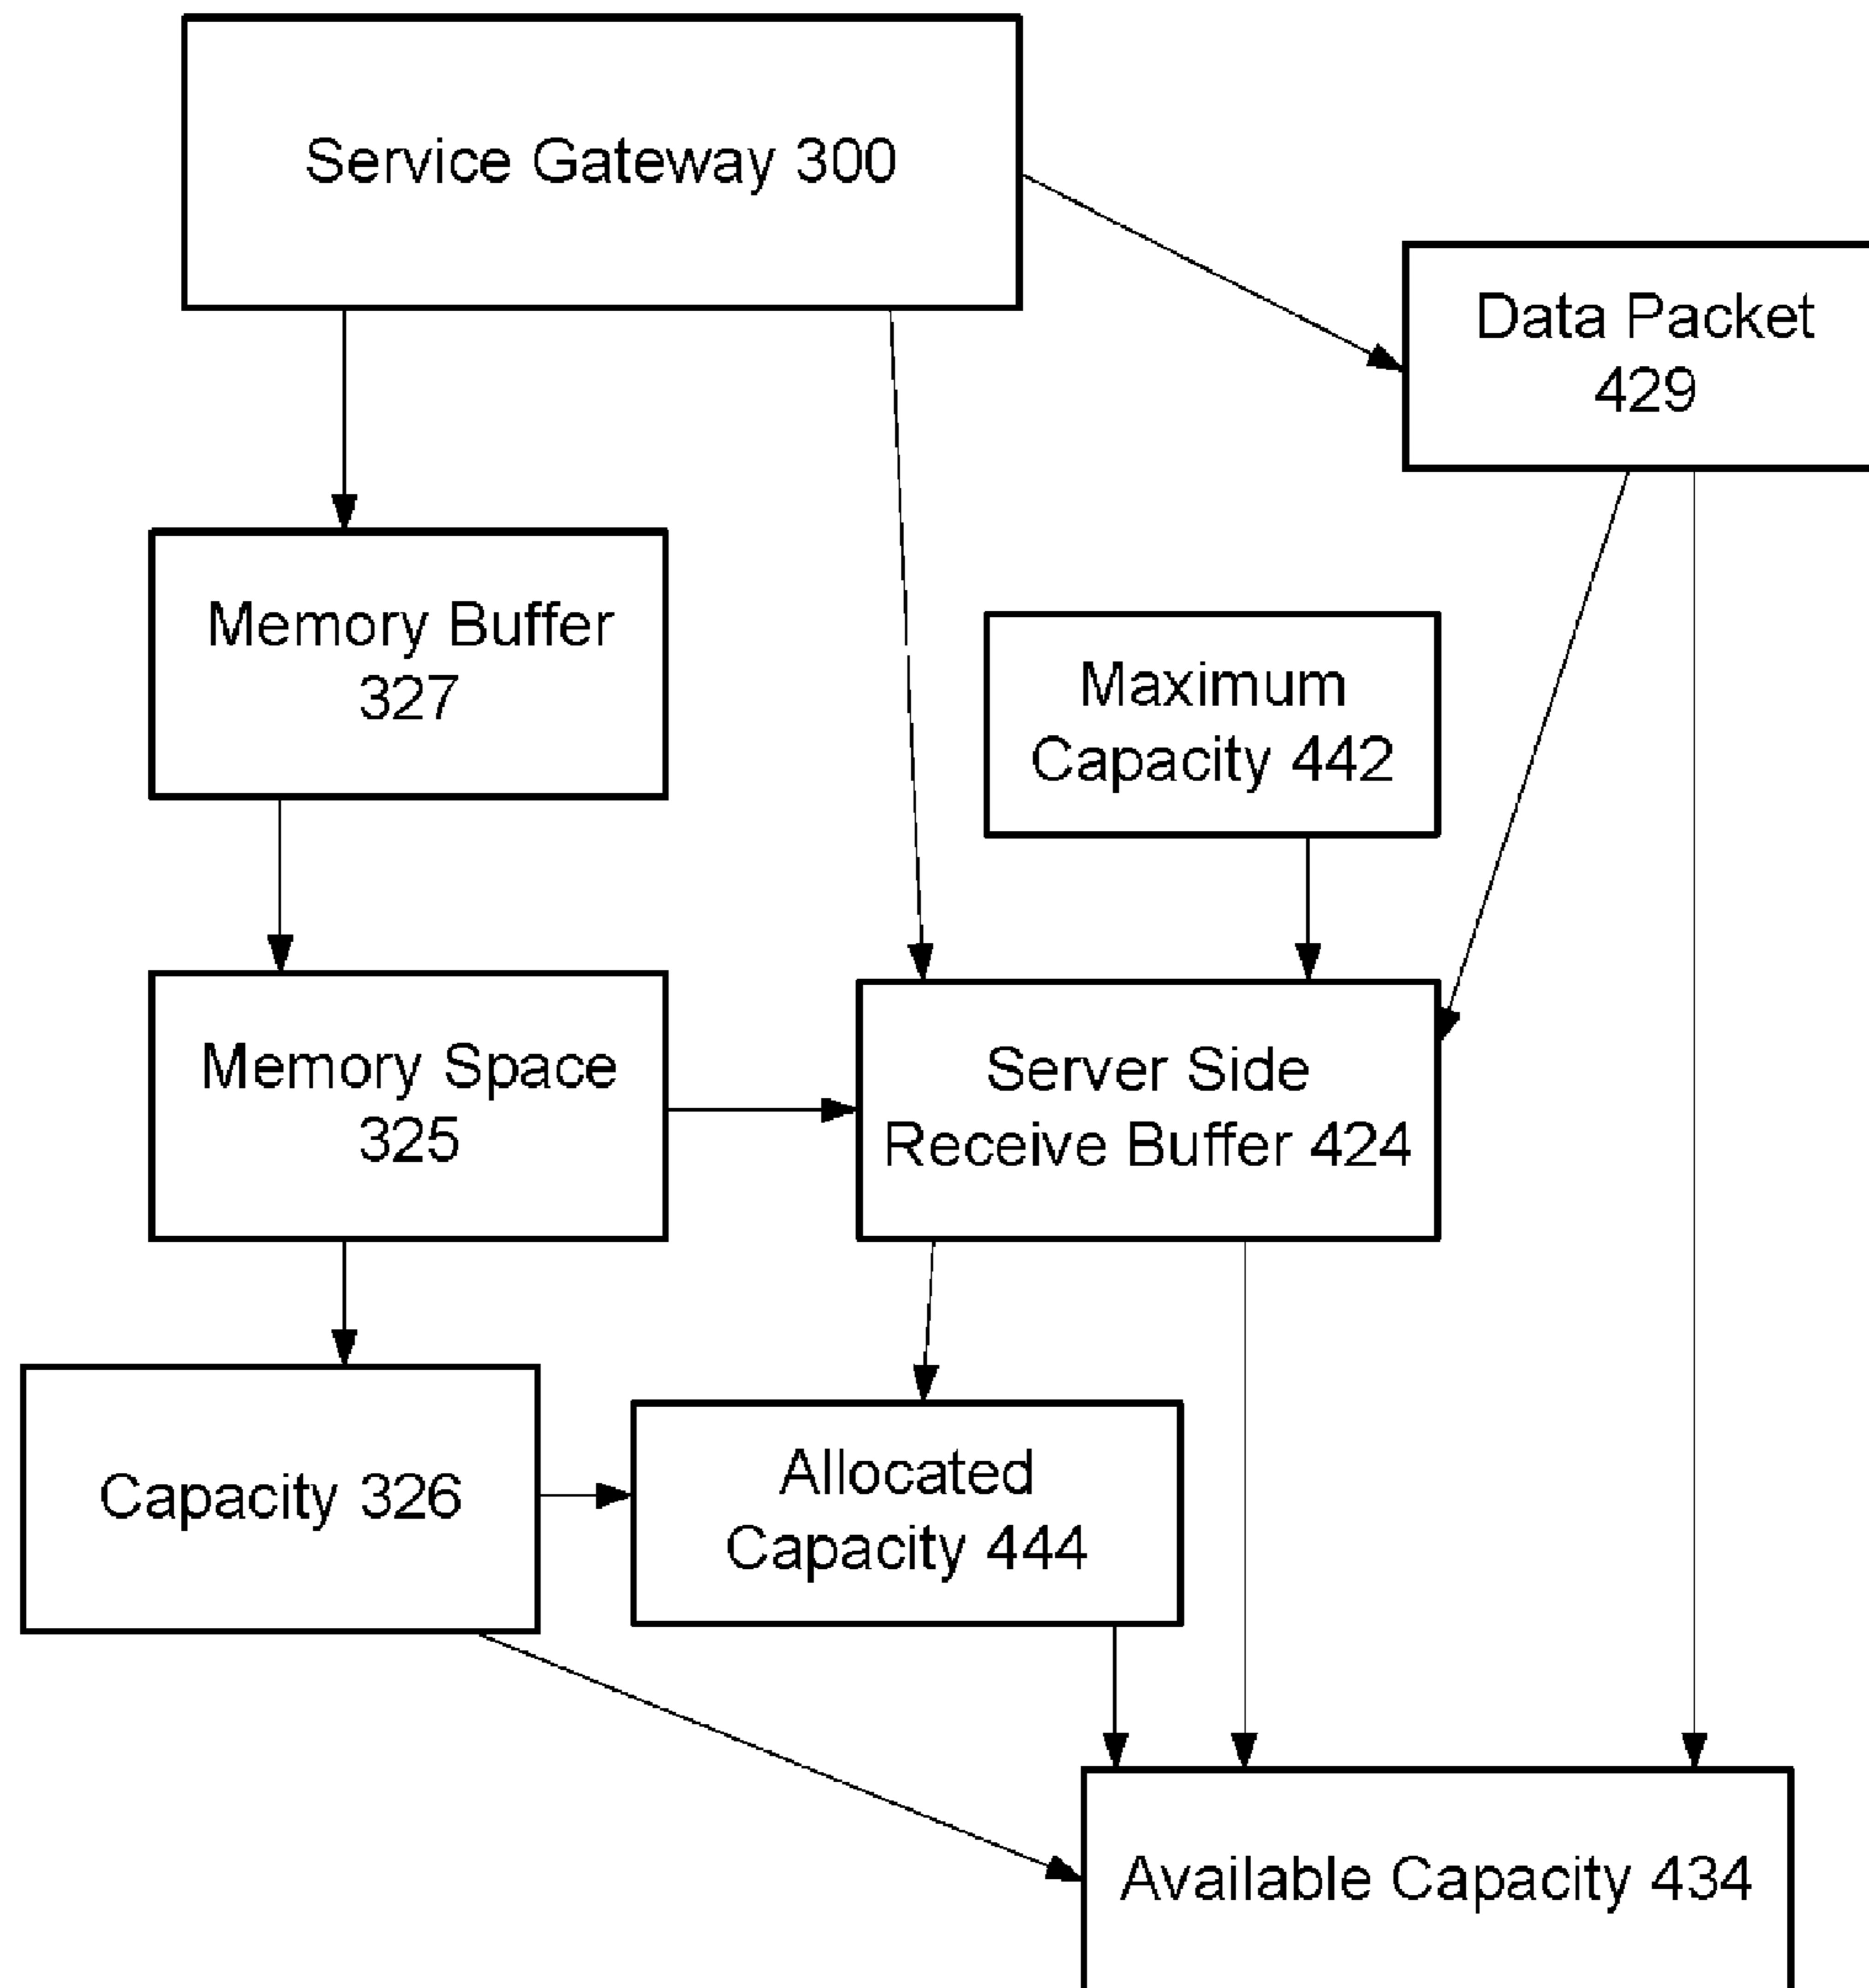 Service Gateway 300
Data Packet
429
Memory Buffer
327
Maximum
Capacity 442
Memory Space
325
Server Side
Receive Buffer 424
Capacity 326
Allocated
Capacity 444
Available Capacity 434